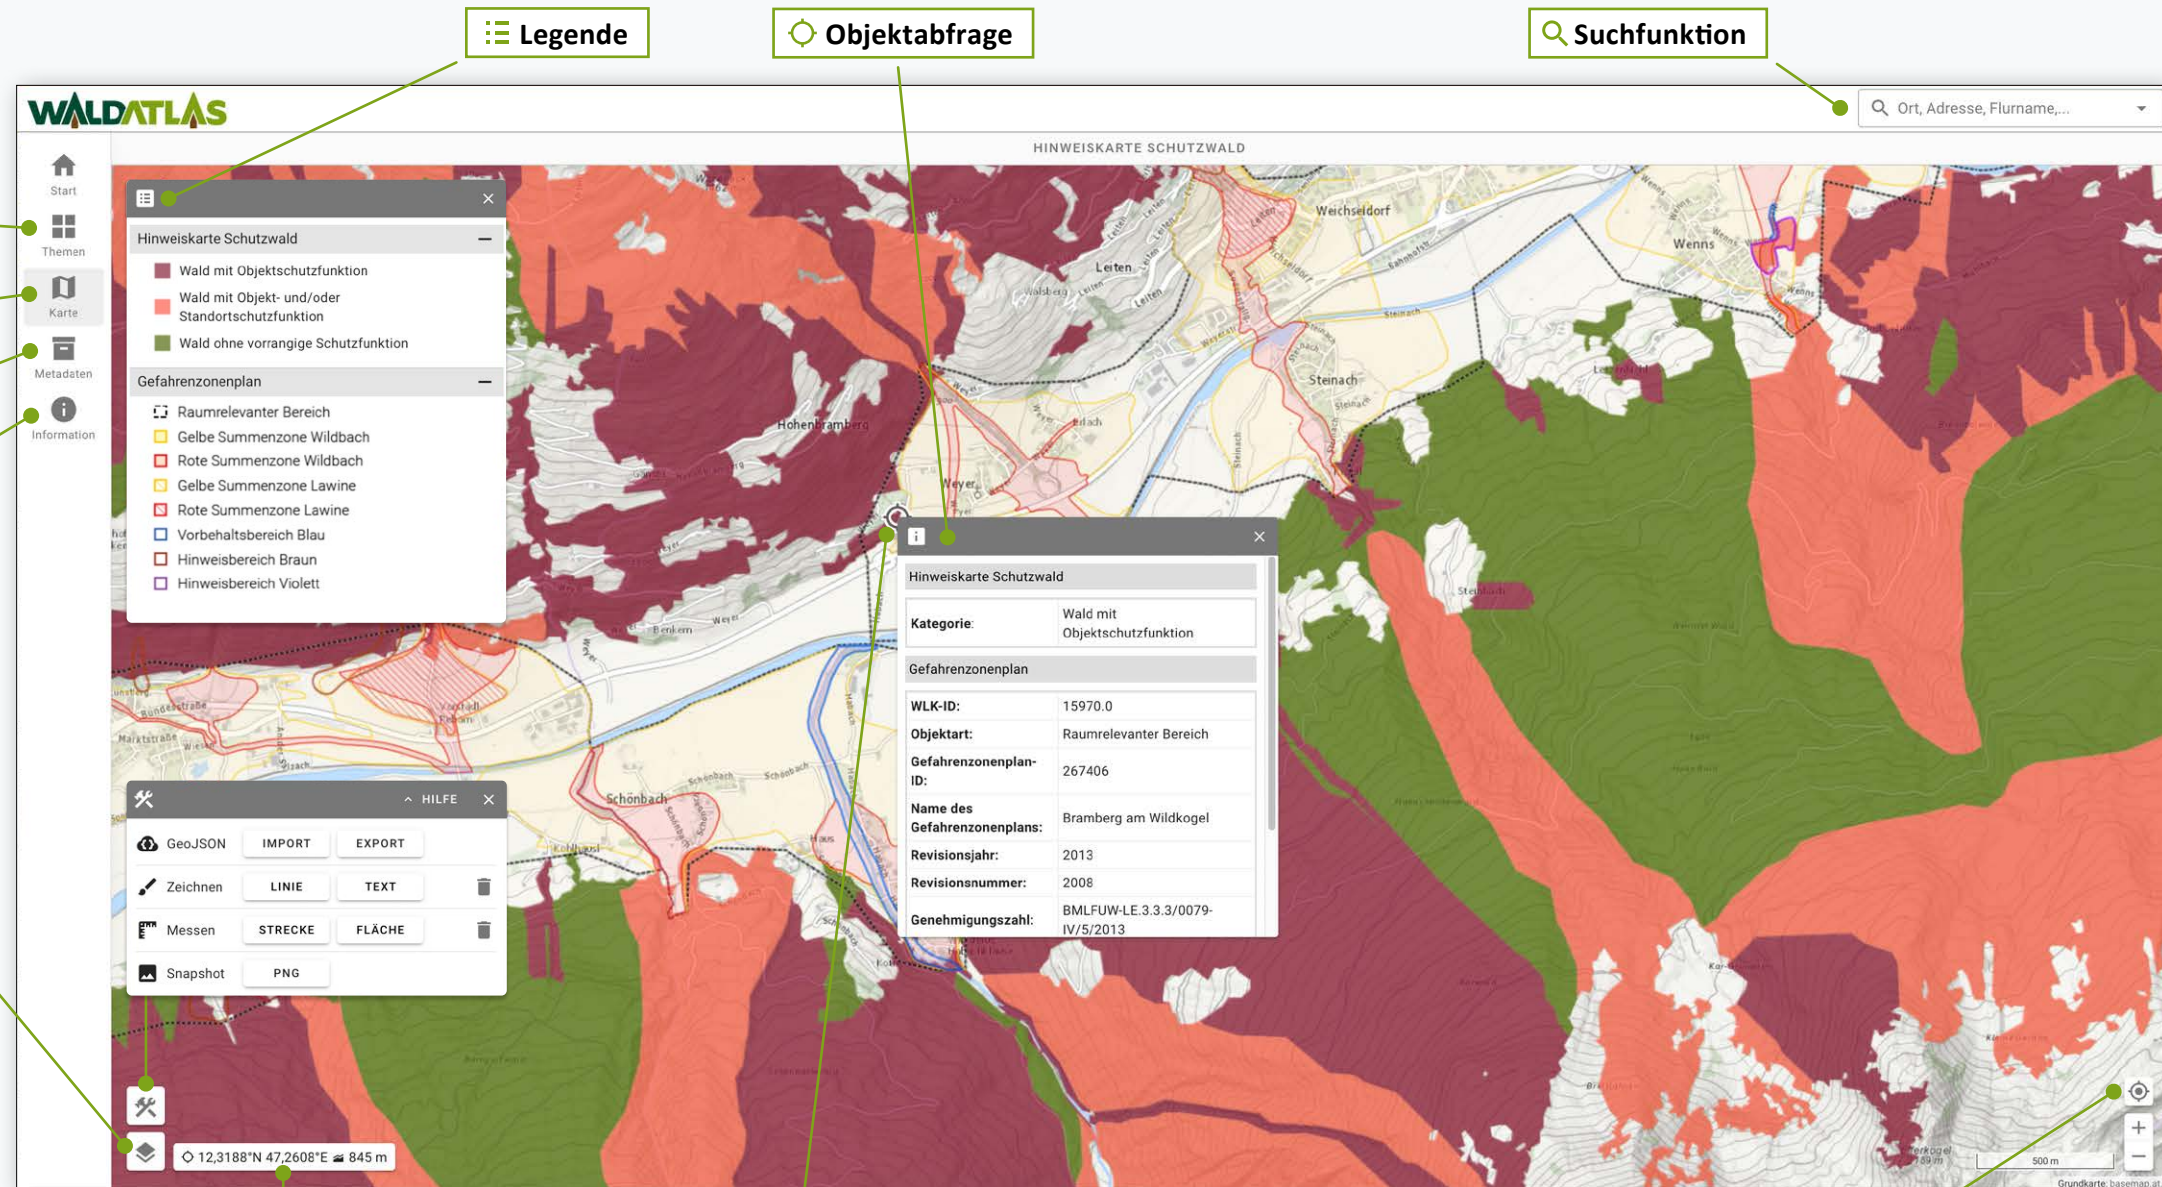 Legende
Objektabfrage
Suchfunktion
WALDATLAS
Ort, Adresse, Flurname,...
HINWEISKARTE SCHUTZWALD
Start
Themen
Karte
Metadaten
Information
Hinweiskarte Schutzwald
Wald mit Objektschutzfunktion
Wald mit Objekt- und/oder
Standortschutzfunktion
Wald ohne vorrangige Schutzfunktion
Gefahrenzonenplan
Raumrelevanter Bereich
Gelbe Summenzone Wildbach
Rote Summenzone Wildbach
Gelbe Summenzone Lawine
Rote Summenzone Lawine
Vorbehaltsbereich Blau
Hinweisbereich Braun
Hinweisbereich Violett
Weichseldorf
Wenns
Leiten
Walsberg
Steinach
Hohenbramberg
Erlach
Weyer
Benkern
Schönbach
Haus
Marktstraße
Hinweiskarte Schutzwald
Kategorie: Wald mit
Objektschutzfunktion
Gefahrenzonenplan
WLK-ID: 15970.0
Objektart: Raumrelevanter Bereich
Gefahrenzonenplan-
ID: 267406
Name des
Gefahrenzonenplans: Bramberg am Wildkogel
Revisionsjahr: 2013
Revisionsnummer: 2008
Genehmigungszahl: BMLFUW-LE.3.3.3/0079-
IV/5/2013
HILFE
GeoJSON IMPORT EXPORT
Zeichnen LINIE TEXT
Messen STRECKE FLÄCHE
Snapshot PNG
12,3188°N 47,2608°E 845 m
500 m
Grundkarte: basemap.at